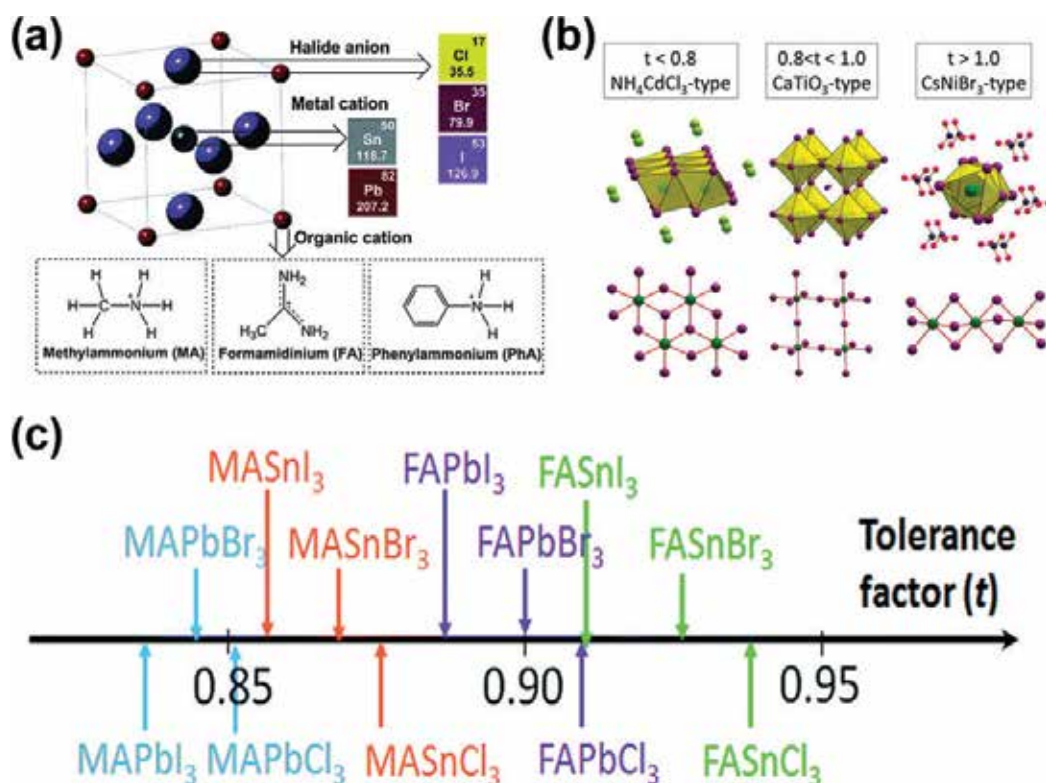 (a)
Halide anion
17
Cl
35.5
35
Br
79.9
53
I
126.9
Metal cation
50
Sn
118.7
82
Pb
207.2
Organic cation
H
H
C
N
H
H
H
H
+
Methylammonium (MA)
NH2
+
H3C
NH2
Formamidinium (FA)
H
N
H
H
+
Phenylammonium (PhA)
(b)
t < 0.8
NH4CdCl3-type
0.8<t < 1.0
CaTiO3-type
t > 1.0
CsNiBr3-type
(c)
MASnI3
FAPbI3
FASnI3
MAPbBr3
MASnBr3
FAPbBr3
FASnBr3
Tolerance
factor (t)
0.85
0.90
0.95
MAPbI3
MAPbCl3
MASnCl3
FAPbCl3
FASnCl3